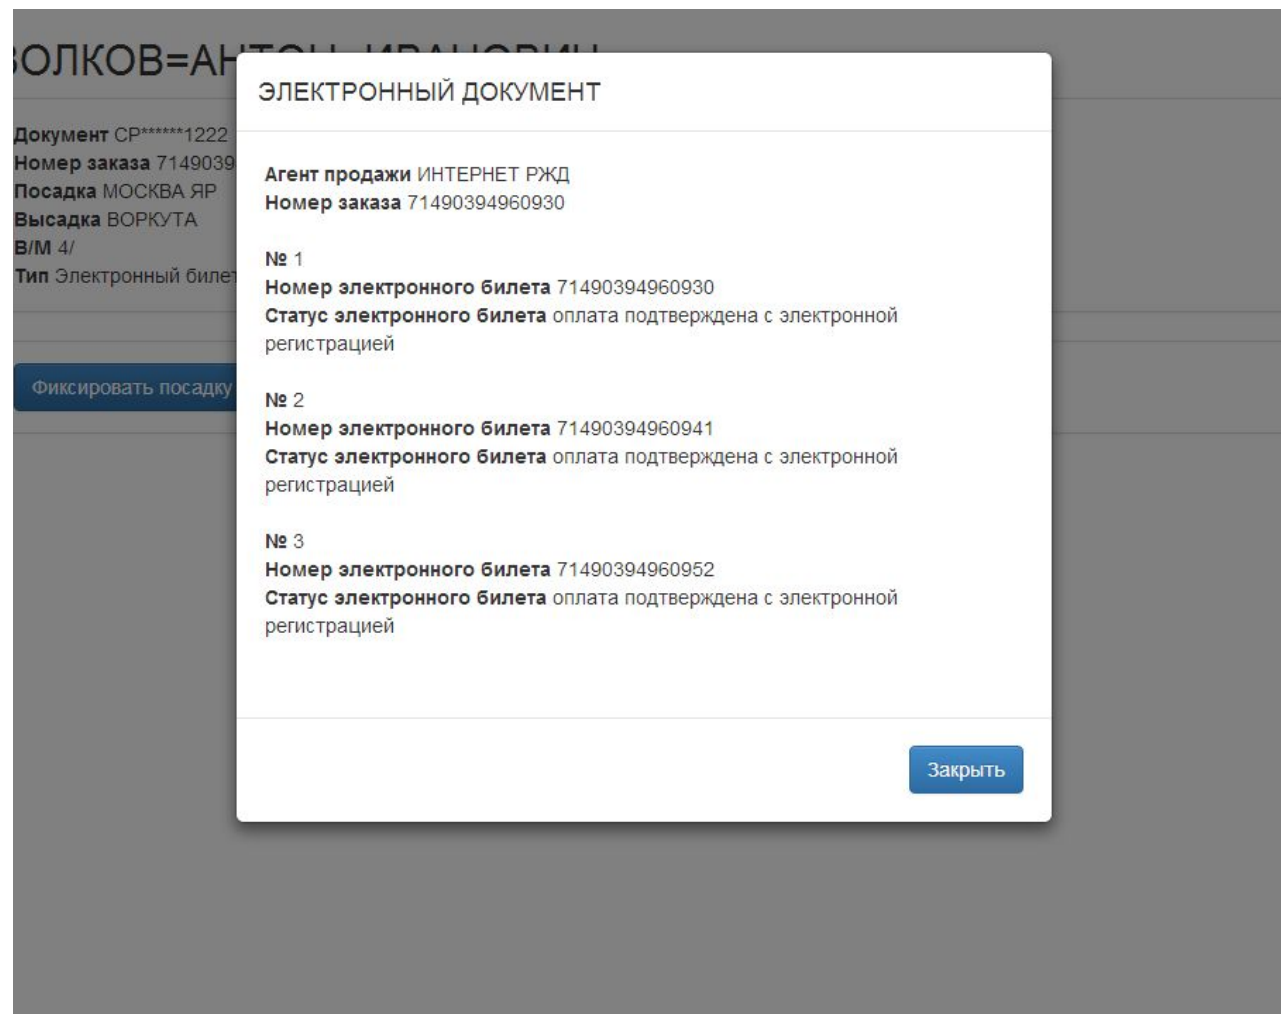 ВОЛКОВ=АНТОН=ИВАНОВИЧ
Документ СР******1222
Номер заказа 7149039
Посадка МОСКВА ЯР
Высадка ВОРКУТА
В/М 4/
Тип Электронный билет
Фиксировать посадку
ЭЛЕКТРОННЫЙ ДОКУМЕНТ
Агент продажи ИНТЕРНЕТ РЖД
Номер заказа 71490394960930
№ 1
Номер электронного билета 71490394960930
Статус электронного билета оплата подтверждена с электронной
регистрацией
№ 2
Номер электронного билета 71490394960941
Статус электронного билета оплата подтверждена с электронной
регистрацией
№ 3
Номер электронного билета 71490394960952
Статус электронного билета оплата подтверждена с электронной
регистрацией
Закрыть